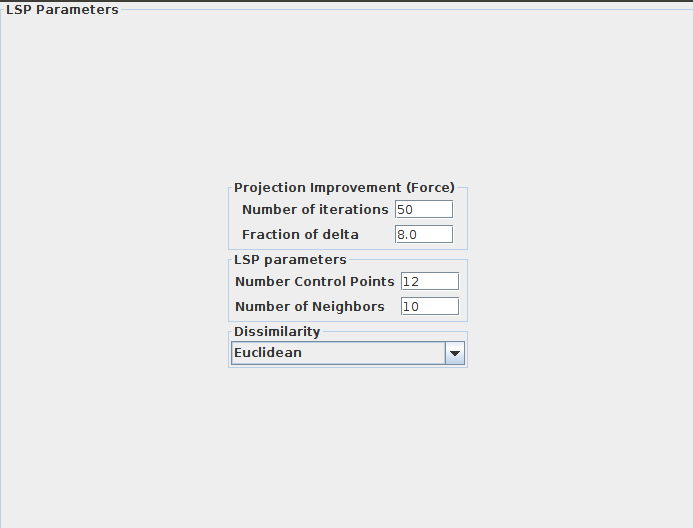 LSP Parameters
Projection Improvement (Force)
Number of iterations 50
Fraction of delta 8.0
LSP parameters
Number Control Points 12
Number of Neighbors 10
Dissimilarity
Euclidean